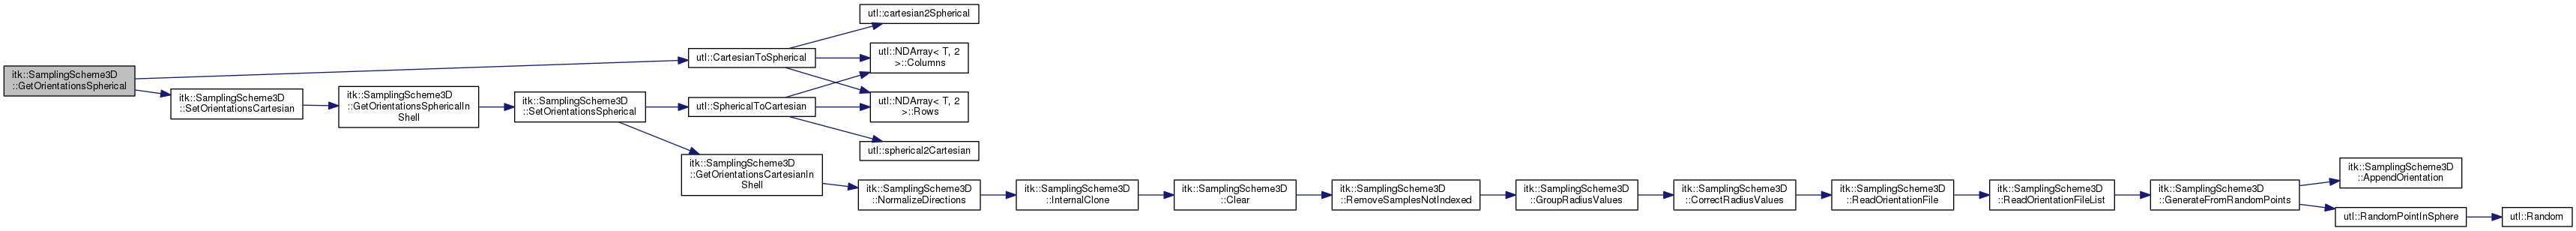 itk::SamplingScheme3D
::GetOrientationsSpherical
itk::SamplingScheme3D
::SetOrientationsCartesian
itk::SamplingScheme3D
::GetOrientationsSphericalIn
Shell
itk::SamplingScheme3D
::SetOrientationsSpherical
utl::CartesianToSpherical
utl::SphericalToCartesian
itk::SamplingScheme3D
::GetOrientationsCartesianIn
Shell
utl::cartesian2Spherical
utl::NDArray< T, 2
>::Columns
utl::NDArray< T, 2
>::Rows
utl::spherical2Cartesian
itk::SamplingScheme3D
::NormalizeDirections
itk::SamplingScheme3D
::InternalClone
itk::SamplingScheme3D
::Clear
itk::SamplingScheme3D
::RemoveSamplesNotIndexed
itk::SamplingScheme3D
::GroupRadiusValues
itk::SamplingScheme3D
::CorrectRadiusValues
itk::SamplingScheme3D
::ReadOrientationFile
itk::SamplingScheme3D
::ReadOrientationFileList
itk::SamplingScheme3D
::GenerateFromRandomPoints
itk::SamplingScheme3D
::AppendOrientation
utl::RandomPointInSphere
utl::Random